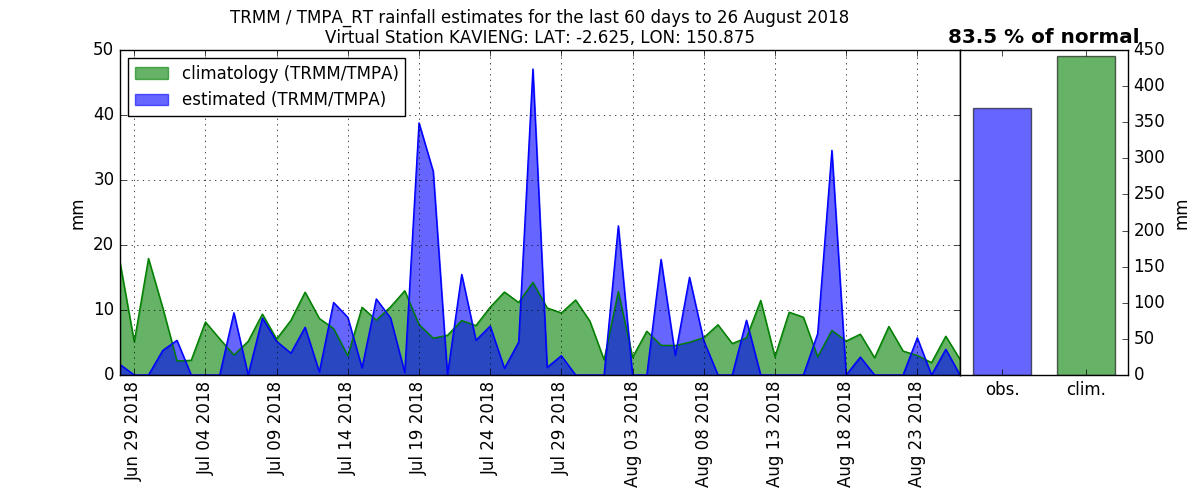 TRMM / TMPA_RT rainfall estimates for the last 60 days to 26 August 2018
Virtual Station KAVIENG: LAT: -2.625, LON: 150.875
83.5 % of normal
climatology (TRMM/TMPA)
estimated (TRMM/TMPA)
mm
50
40
30
20
10
0
Jun 29 2018
Jul 04 2018
Jul 09 2018
Jul 14 2018
Jul 19 2018
Jul 24 2018
Jul 29 2018
Aug 03 2018
Aug 08 2018
Aug 13 2018
Aug 18 2018
Aug 23 2018
obs.
clim.
450
400
350
300
250
200
150
100
50
0
mm